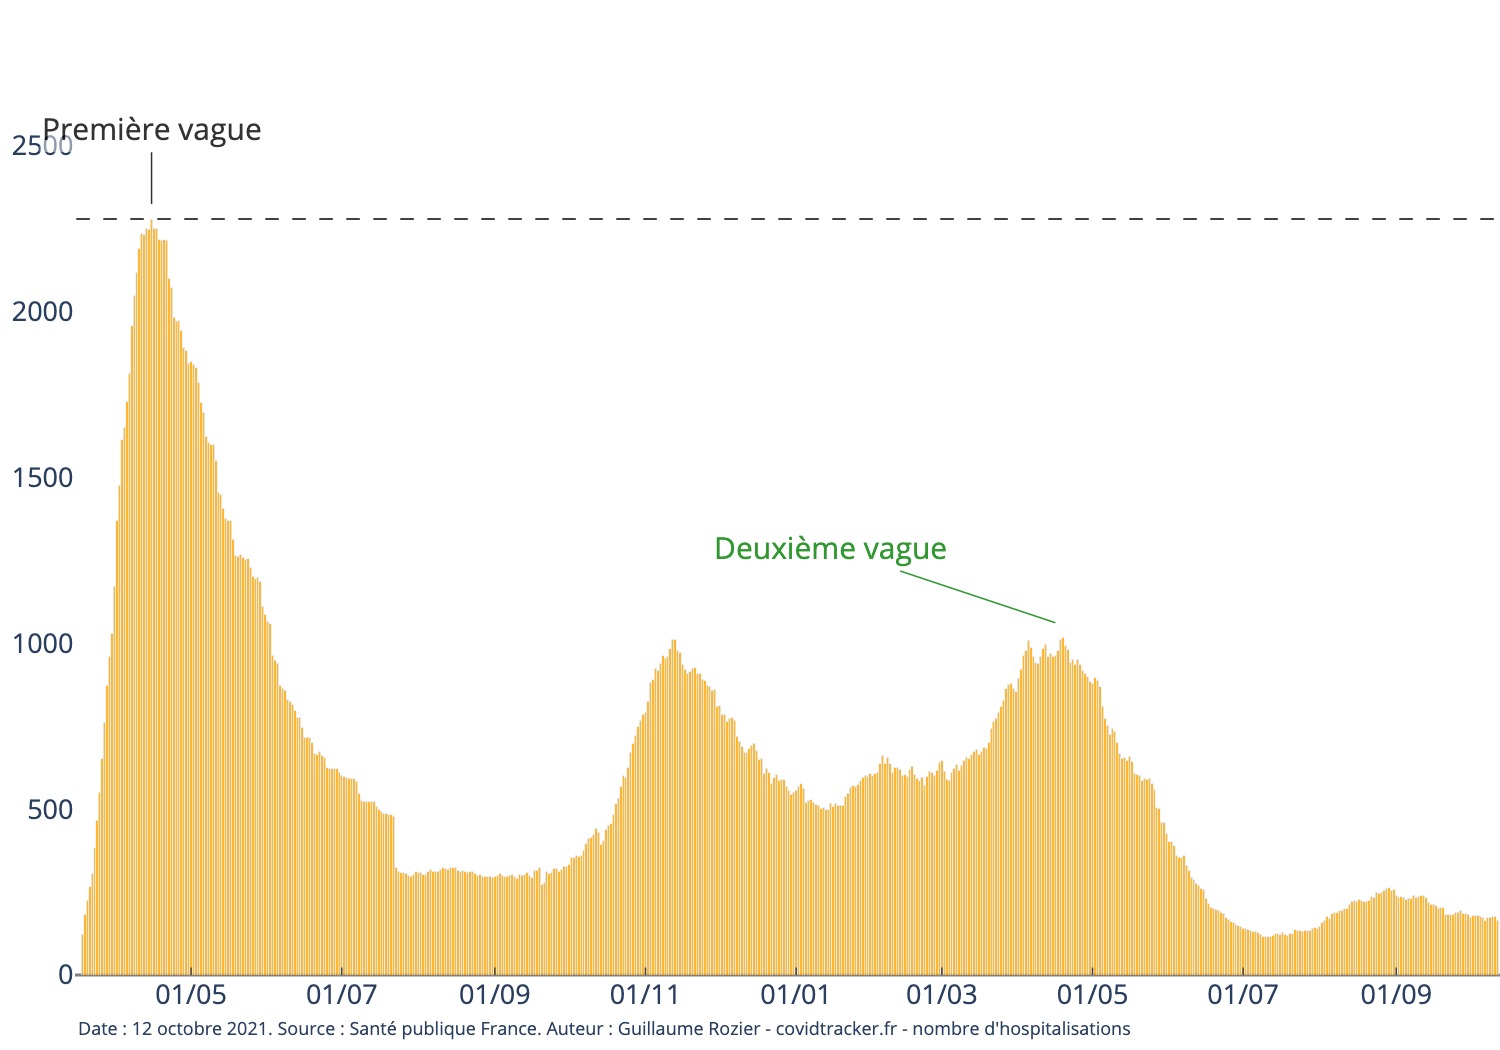 Première vague
2500
2000
1500
Deuxième vague
1000
500
0
01/05 01/07 01/09 01/11 01/01 01/03 01/05 01/07 01/09
Date : 12 octobre 2021. Source : Santé publique France. Auteur : Guillaume Rozier - covidtracker.fr - nombre d'hospitalisations